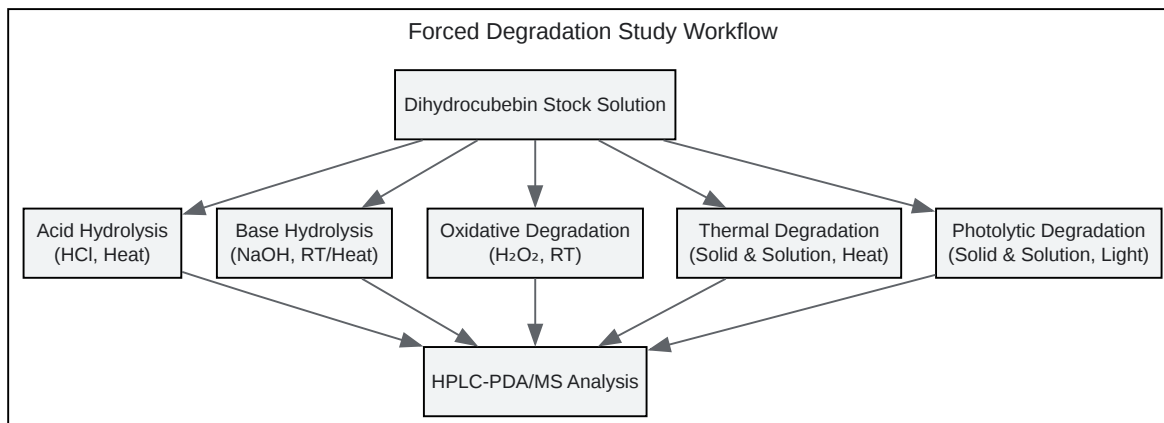 Forced Degradation Study Workflow
Dihydrocubebin Stock Solution
Acid Hydrolysis
(HCl, Heat)
Base Hydrolysis
(NaOH, RT/Heat)
Oxidative Degradation
(H₂O₂, RT)
Thermal Degradation
(Solid & Solution, Heat)
Photolytic Degradation
(Solid & Solution, Light)
HPLC-PDA/MS Analysis